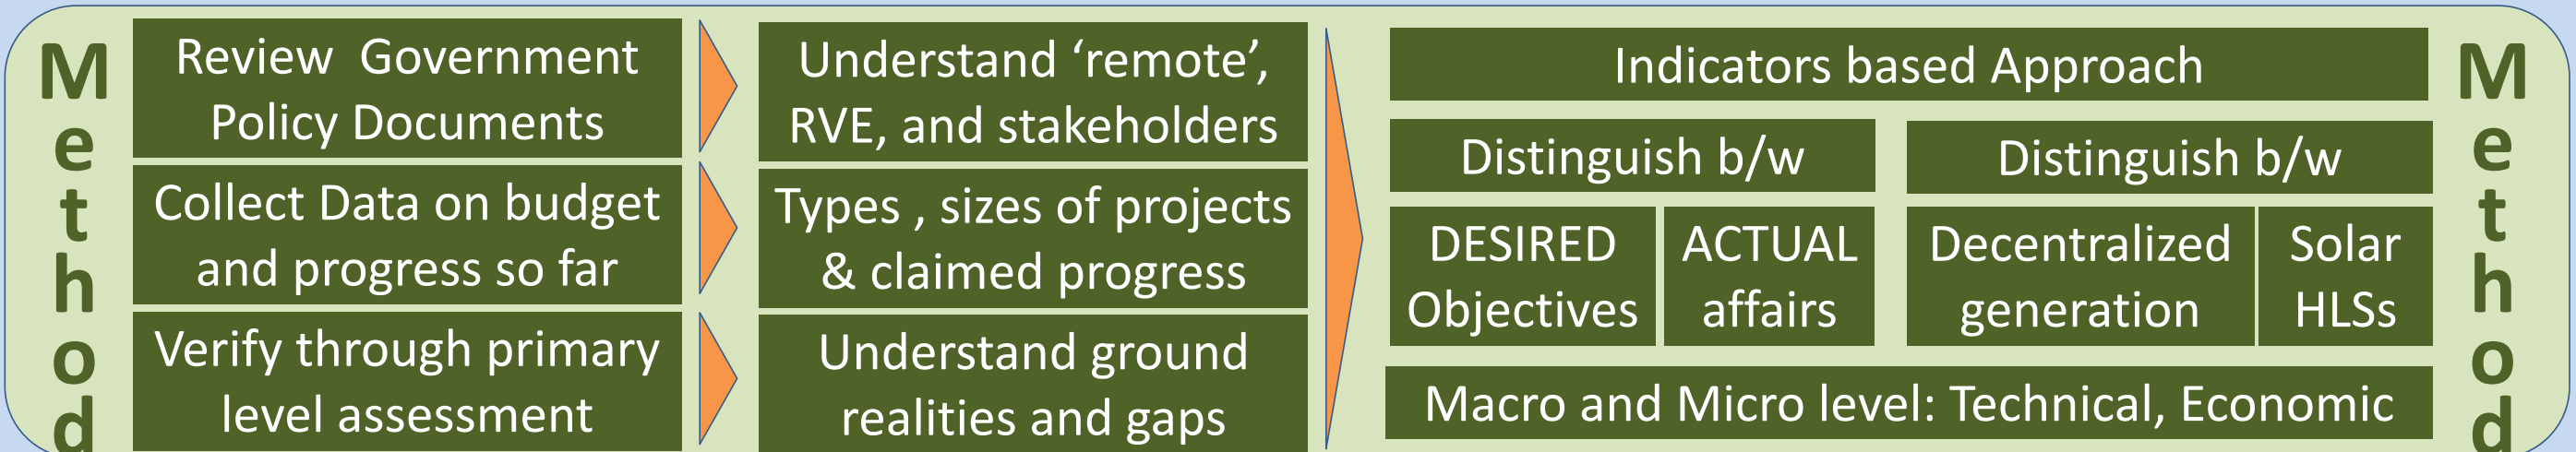 Method
Review  Government
Policy Documents
Collect Data on budget
and progress so far
Verify through primary
level assessment
Understand ‘remote’,
RVE, and stakeholders
Types , sizes of projects
& claimed progress
Understand ground
realities and gaps
Indicators based Approach
Distinguish b/w
DESIRED
Objectives
ACTUAL
affairs
Distinguish b/w
Decentralized
generation
Solar
HLSs
Macro and Micro level: Technical, Economic
Method